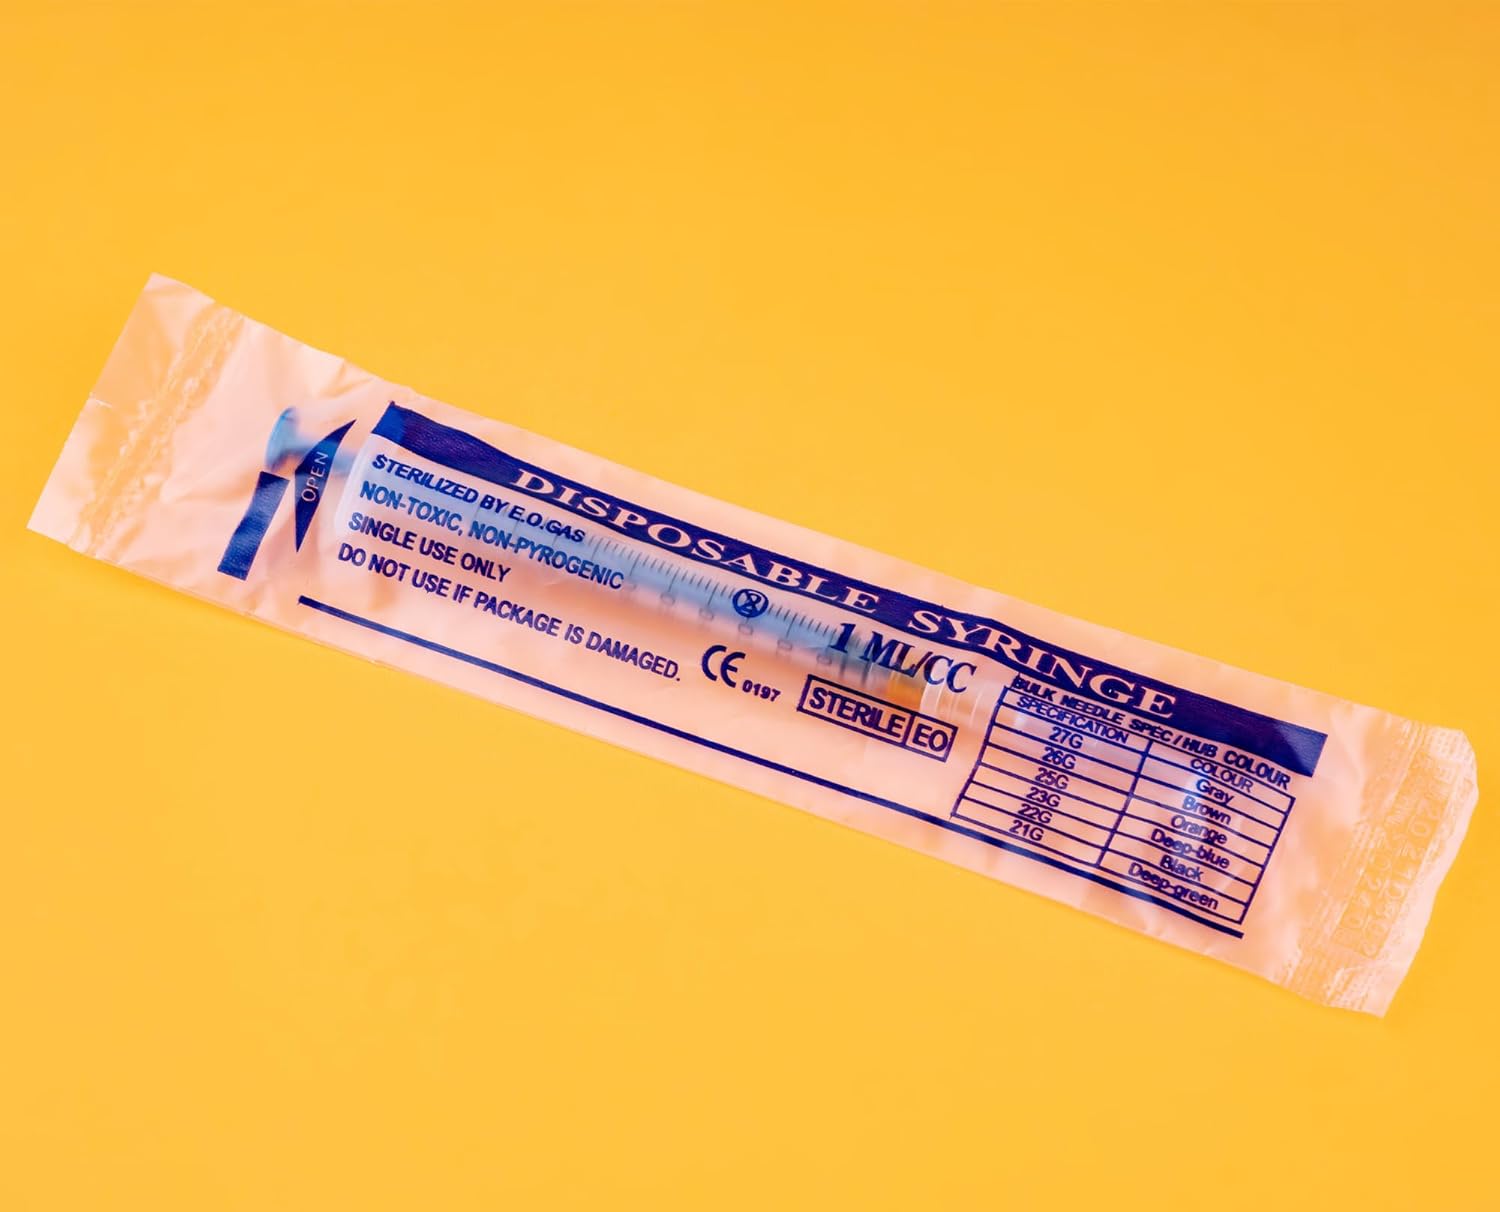 OPEN
DISPOSABLE SYRINGE
STERILIZED BY E.O.GAS
NON-TOXIC, NON-PYROGENIC
SINGLE USE ONLY
DO NOT USE IF PACKAGE IS DAMAGED.
2
1 ML/CC
CE 0197
STERILE EO
BULK NEEDLE SPEC / HUB COLOUR
SPECIFICATION COLOUR
27G Gray
26G Brown
25G Orange
23G Deep-blue
22G Black
21G Deep-green